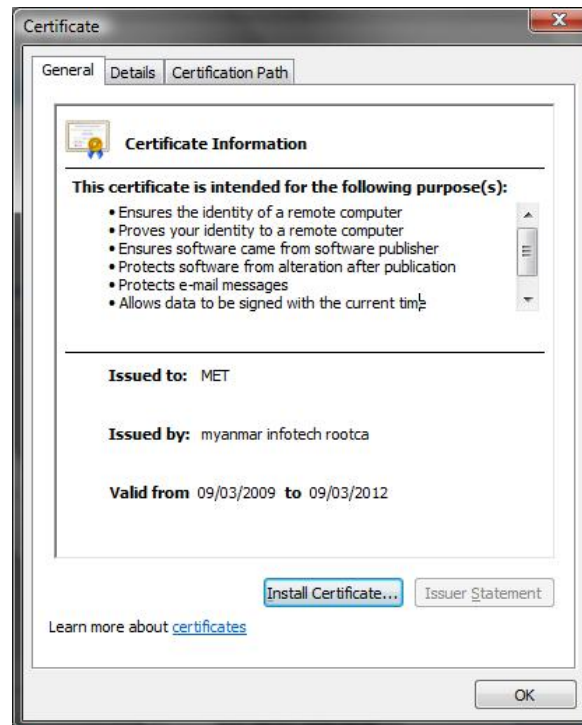 Certificate
General
Details
Certification Path
Certificate Information
This certificate is intended for the following purpose(s):
• Ensures the identity of a remote computer
• Proves your identity to a remote computer
• Ensures software came from software publisher
• Protects software from alteration after publication
• Protects e-mail messages
• Allows data to be signed with the current time
Issued to: MET
Issued by: myanmar infotech rootca
Valid from 09/03/2009 to 09/03/2012
Install Certificate...
Issuer Statement
Learn more about certificates
OK